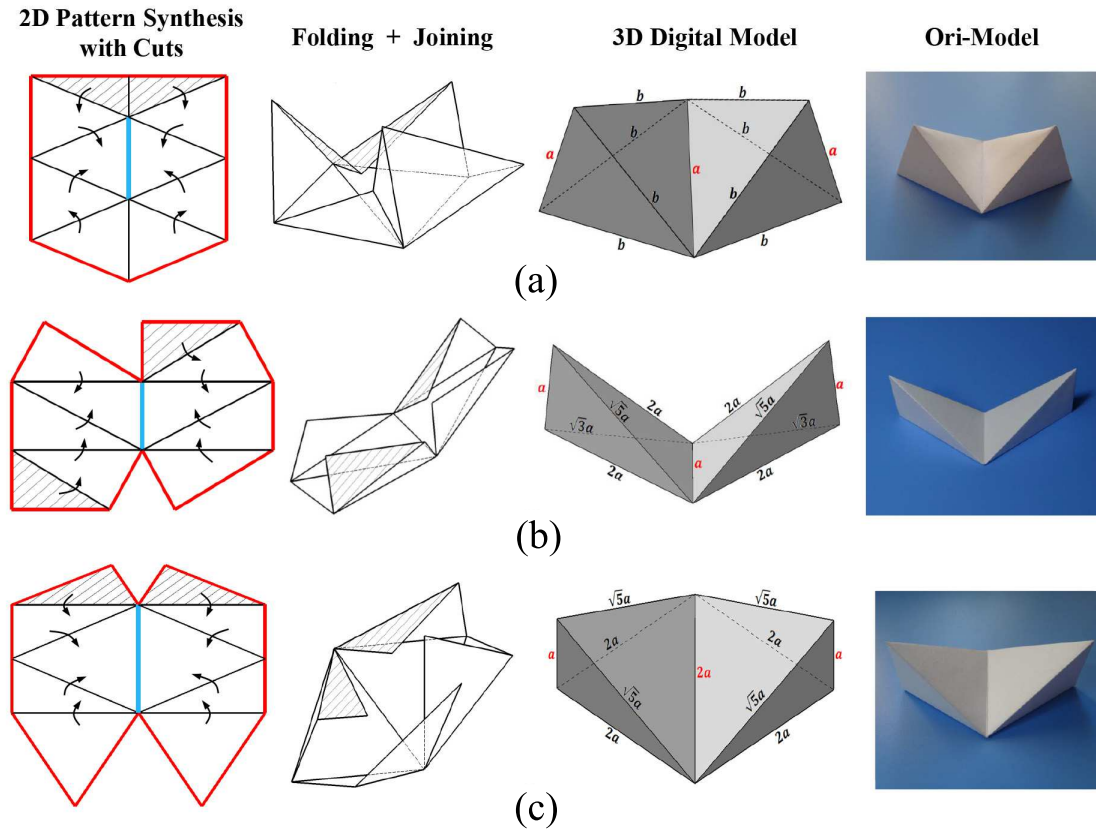 2D Pattern Synthesis
with Cuts
Folding + Joining
3D Digital Model
Ori-Model
b
b
b
b
a
a
a
b
b
b
b
(a)
a
√5a
2a
2a
√5a
a
√3a
√3a
a
2a
2a
(b)
√5a
√5a
2a
2a
a
2a
a
√5a
√5a
2a
2a
(c)